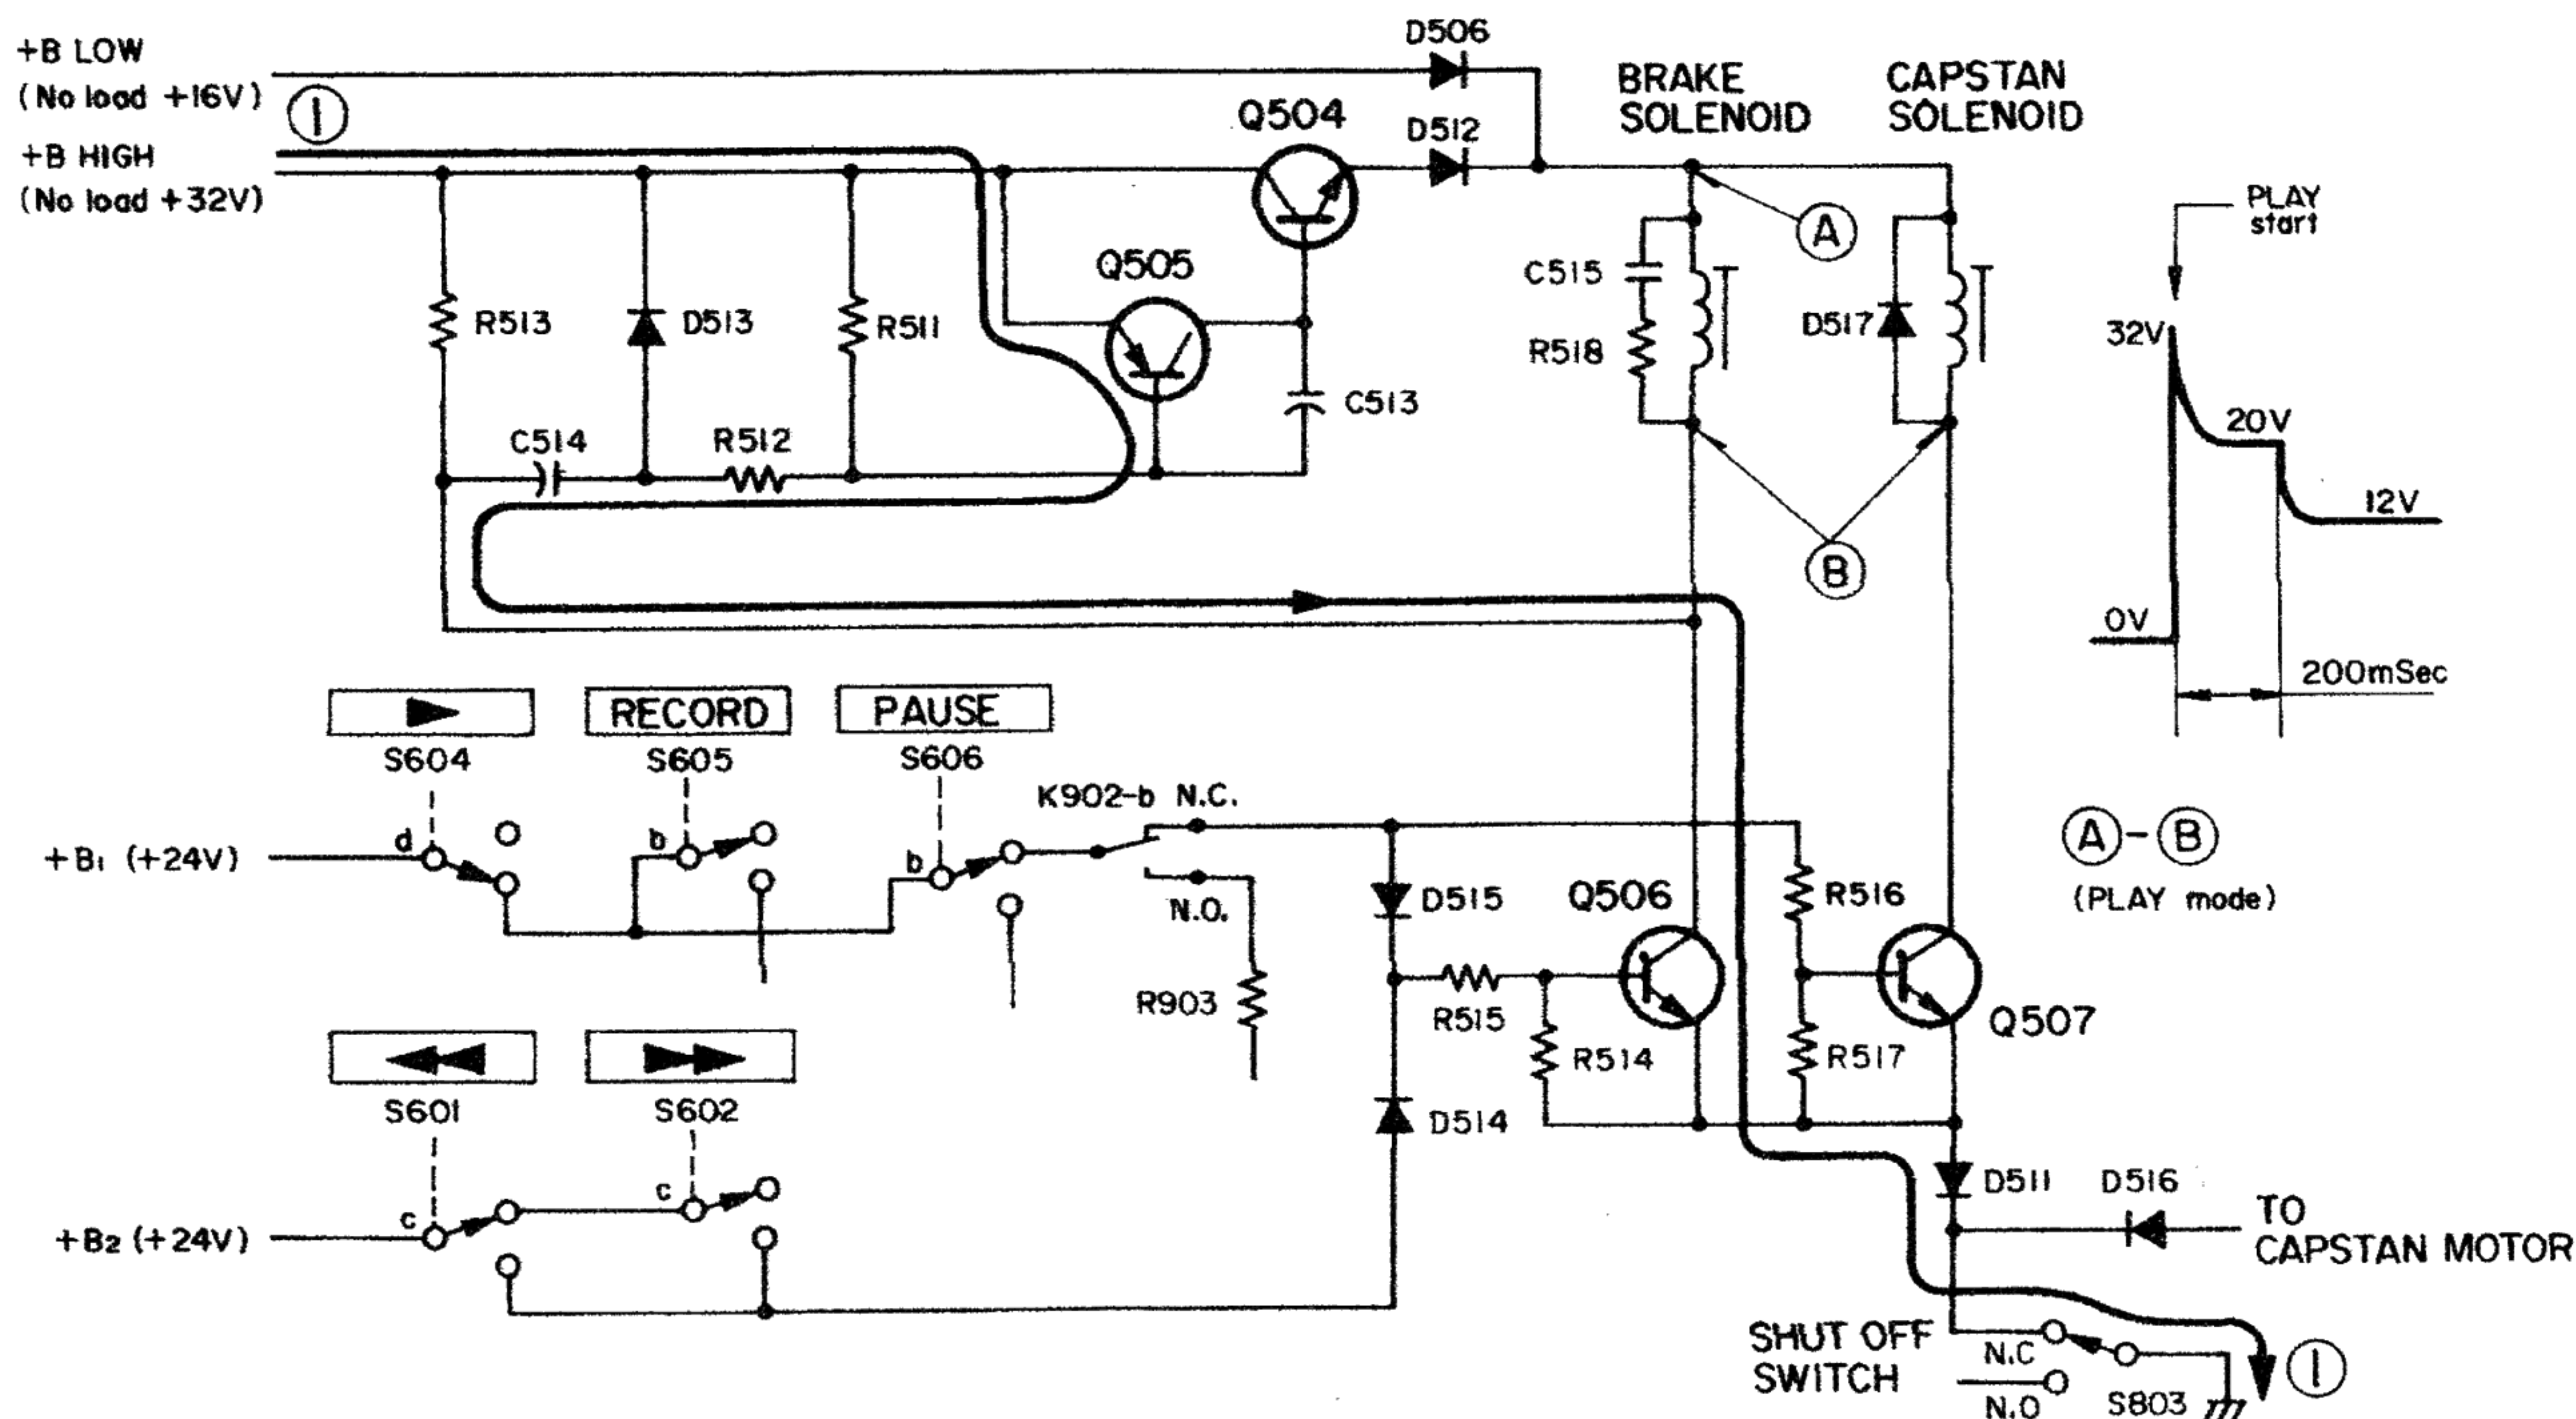 +B LOW
(No load +16V)
①
+B HIGH
(No load +32V)
D506
D512
Q504
BRAKE
SOLENOID
CAPSTAN
SOLENOID
Q505
R513
D513
R511
C514
R512
C513
C515
R518
D517
A
B
PLAY
start
32V
20V
12V
0V
200mSec
RECORD
PAUSE
S604
S605
S606
K902-b N.C.
+B1 (+24V)
d
b
b
N.O.
R903
D515
Q506
R516
R515
R514
R517
Q507
A-B
(PLAY mode)
S601
S602
+B2 (+24V)
c
c
D514
D511
D516
TO
CAPSTAN MOTOR
SHUT OFF
SWITCH
N.C
N.O
S803
①